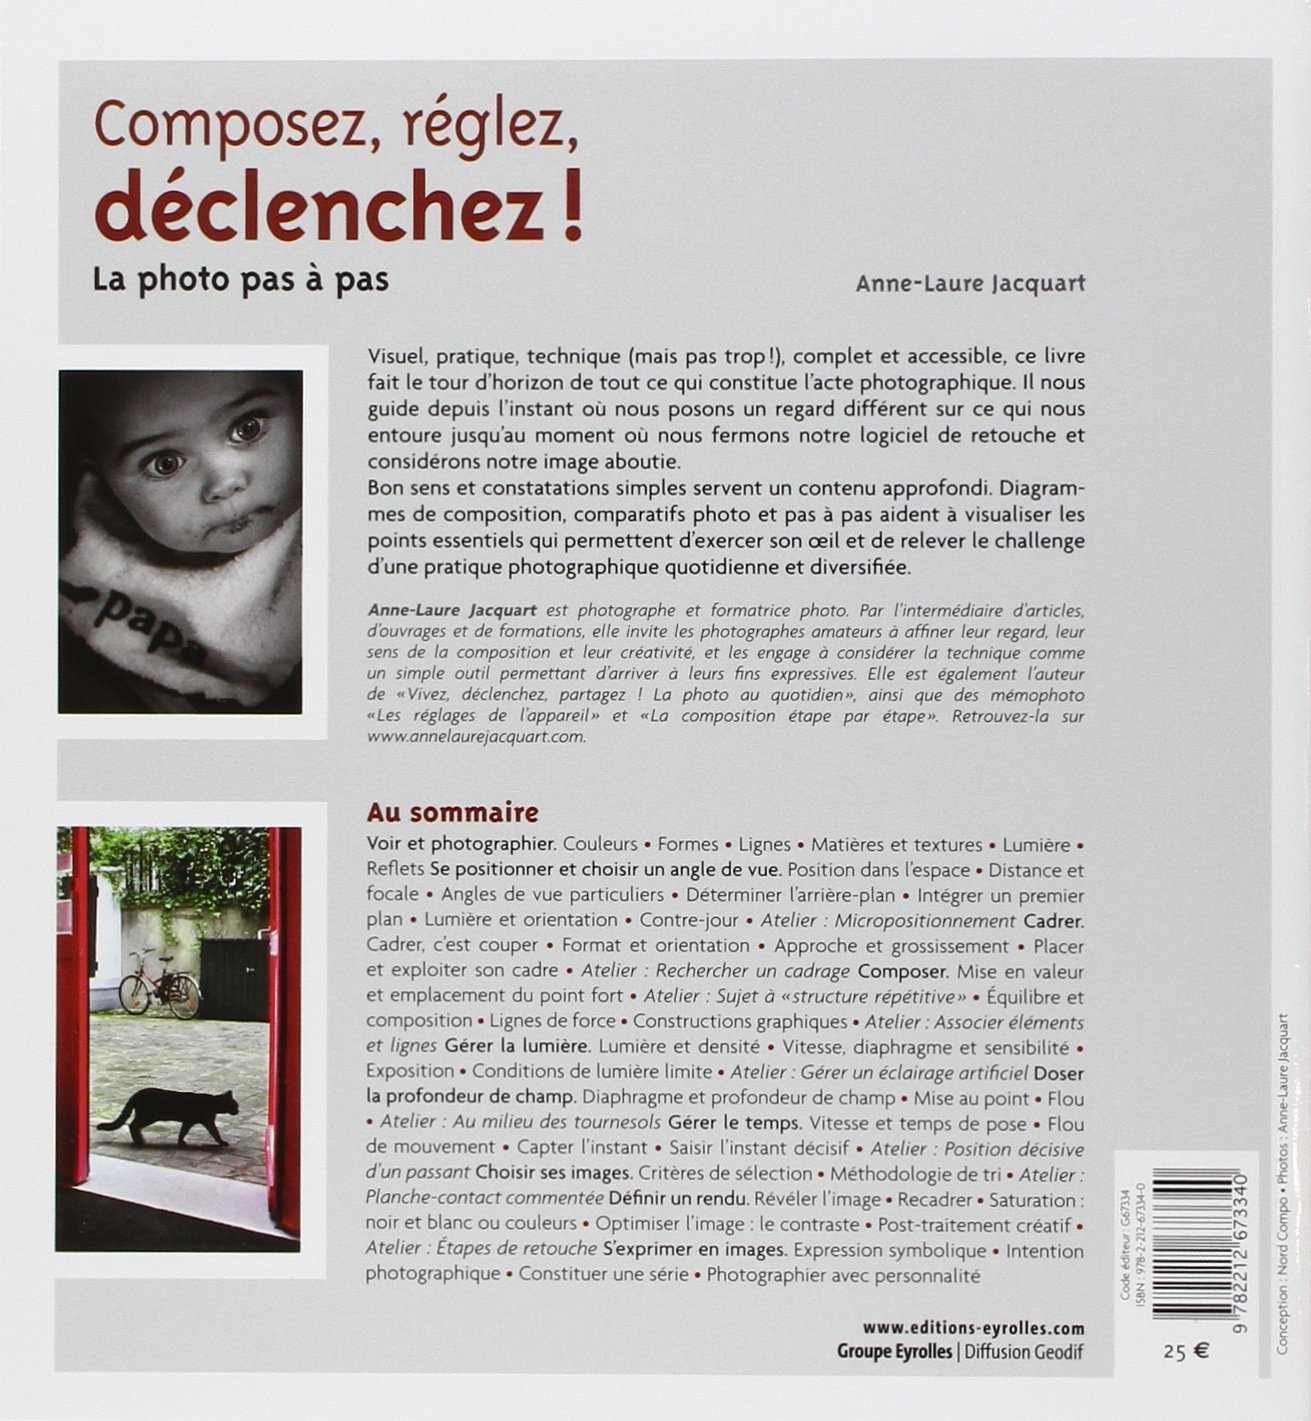 Composez, réglez,
déclenchez !
La photo pas à pas
Anne-Laure Jacquart
Visuel, pratique, technique (mais pas trop !), complet et accessible, ce livre
fait le tour d'horizon de tout ce qui constitue l'acte photographique. Il nous
guide depuis l'instant où nous posons un regard différent sur ce qui nous
entoure jusqu'au moment où nous fermons notre logiciel de retouche et
considérons notre image aboutie.
Bon sens et constatations simples servent un contenu approfondi. Diagram-
mes de composition, comparatifs photo et pas à pas aident à visualiser les
points essentiels qui permettent d'exercer son œil et de relever le challenge
d'une pratique photographique quotidienne et diversifiée.
papa
Anne-Laure Jacquart est photographe et formatrice photo. Par l'intermédiaire d'articles,
d'ouvrages et de formations, elle invite les photographes amateurs à affiner leur regard, leur
sens de la composition et leur créativité, et les engage à considérer la technique comme
un simple outil permettant d'arriver à leurs fins expressives. Elle est également l'auteur
de « Vivez, déclenchez, partagez ! La photo au quotidien », ainsi que des mémophoto
« Les réglages de l'appareil » et « La composition étape par étape ». Retrouvez-la sur
www.annelaurejacquart.com.
Au sommaire
Voir et photographier. Couleurs • Formes • Lignes • Matières et textures • Lumière •
Reflets Se positionner et choisir un angle de vue. Position dans l'espace • Distance et
focale • Angles de vue particuliers • Déterminer l'arrière-plan • Intégrer un premier
plan • Lumière et orientation • Contre-jour • Atelier : Micropositionnement Cadrer.
Cadrer, c'est couper • Format et orientation • Approche et grossissement • Placer
et exploiter son cadre • Atelier : Rechercher un cadrage Composer. Mise en valeur
et emplacement du point fort • Atelier : Sujet à « structure répétitive » • Équilibre et
composition • Lignes de force • Constructions graphiques • Atelier : Associer éléments
et lignes Gérer la lumière. Lumière et densité • Vitesse, diaphragme et sensibilité •
Exposition • Conditions de lumière limite • Atelier : Gérer un éclairage artificiel Doser
la profondeur de champ. Diaphragme et profondeur de champ • Mise au point • Flou
• Atelier : Au milieu des tournesols Gérer le temps. Vitesse et temps de pose • Flou
de mouvement • Capter l'instant • Saisir l'instant décisif • Atelier : Position décisive
d'un passant Choisir ses images. Critères de sélection • Méthodologie de tri • Atelier :
Planche-contact commentée Définir un rendu. Révéler l'image • Recadrer • Saturation :
noir et blanc ou couleurs • Optimiser l'image : le contraste • Post-traitement créatif •
Atelier : Étapes de retouche S'exprimer en images. Expression symbolique • Intention
photographique • Constituer une série • Photographier avec personnalité
www.editions-eyrolles.com
Groupe Eyrolles | Diffusion Geodif
Code éditeur : G67334
ISBN : 978-2-212-67334-0
9 782212 673340
25 €
Conception : Nord Compo • Photos : Anne-Laure Jacquart